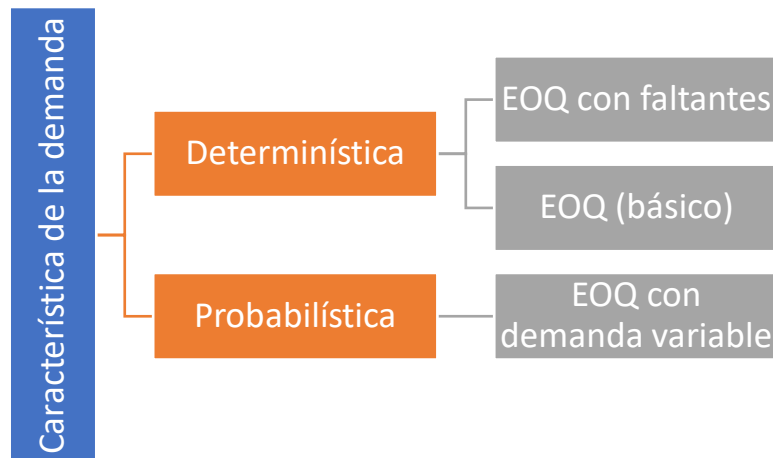 Característica de la demanda
Determinística
EOQ con faltantes
EOQ (básico)
Probabilística
EOQ con
demanda variable